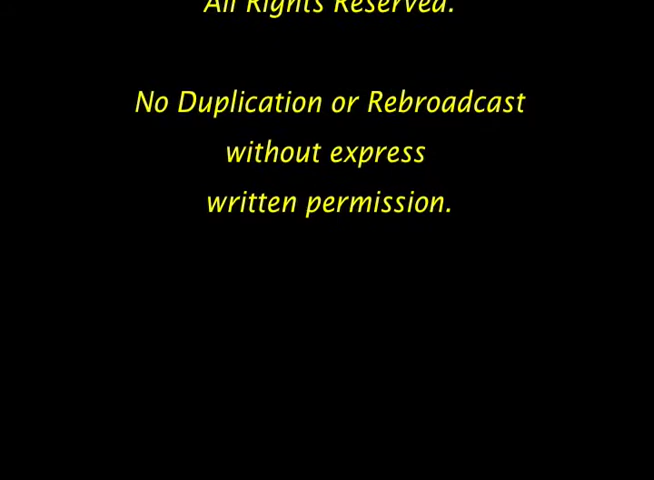 All Rights Reserved.
No Duplication or Rebroadcast
without express
written permission.